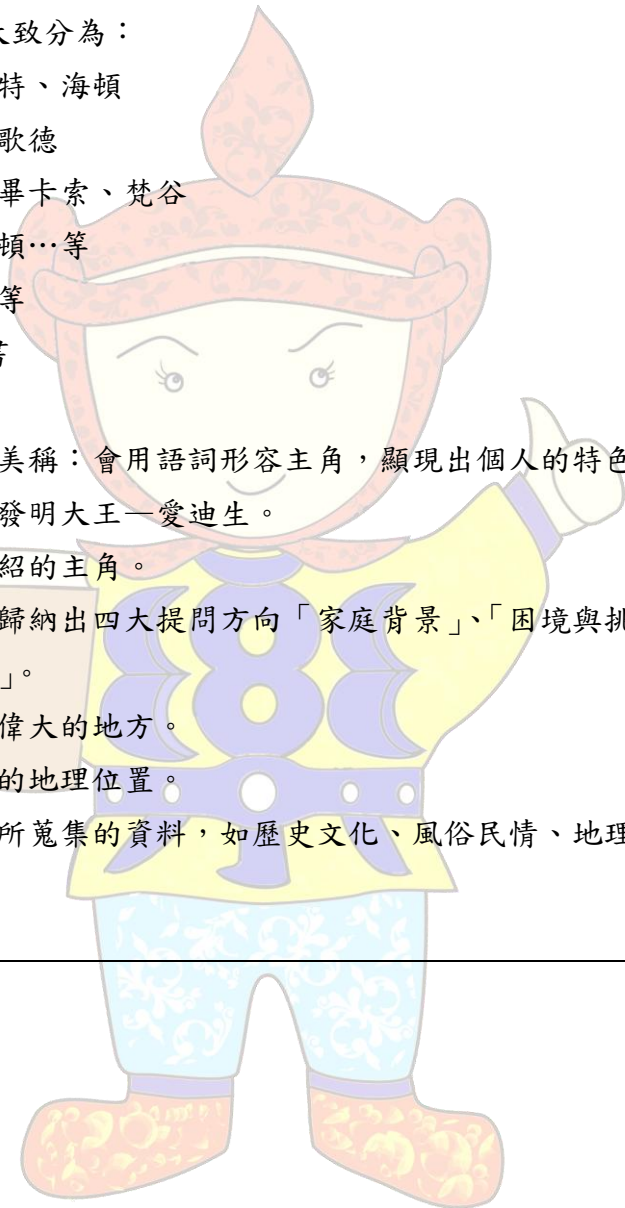 大致分為：
特、海頓
歌德
畢卡索、梵谷
頓…等
等
美稱：會用語詞形容主角，顯現出個人的特色
發明大王—愛迪生。
紹的主角。
歸納出四大提問方向「家庭背景」、「困境與挑
」。
偉大的地方。
的地理位置。
所蒐集的資料，如歷史文化、風俗民情、地理